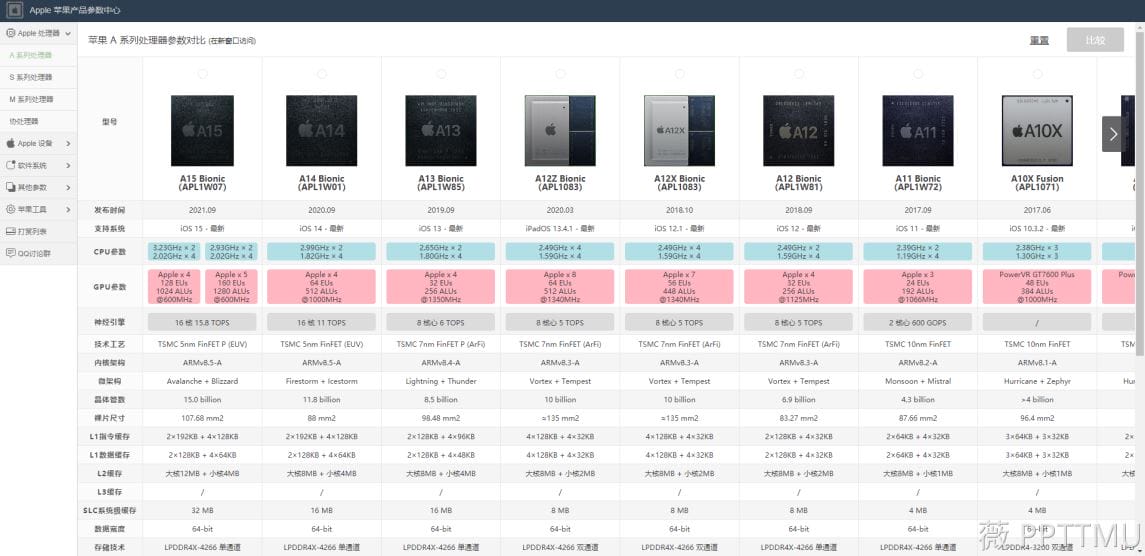 Apple 苹果产品参数中心
Apple 处理器
A 系列处理器
S 系列处理器
M 系列处理器
协处理器
Apple 设备
软件系统
其他参数
苹果工具
打赏列表
QQ讨论群
苹果 A 系列处理器参数对比 (在新窗口访问)
重置 比较
型号
A15 A14 A13 A12X A12 A11 A10X
A15 Bionic A14 Bionic A13 Bionic A12Z Bionic A12X Bionic A12 Bionic A11 Bionic A10X Fusion
(APL1W07) (APL1W01) (APL1W85) (APL1083) (APL1083) (APL1W81) (APL1W72) (APL1071)
发布时间 2021.09 2020.09 2019.09 2020.03 2018.10 2018.09 2017.09 2017.06
支持系统 iOS 15 - 最新 iOS 14 - 最新 iOS 13 - 最新 iPadOS 13.4.1 - 最新 iOS 12.1 - 最新 iOS 12 - 最新 iOS 11 - 最新 iOS 10.3.2 - 最新
CPU参数
3.23GHz × 2 2.93GHz × 2 2.99GHz × 2 2.65GHz × 2 2.49GHz × 4 2.49GHz × 4 2.49GHz × 2 2.39GHz × 2 2.38GHz × 3
2.02GHz × 4 2.02GHz × 4 1.82GHz × 4 1.80GHz × 4 1.59GHz × 4 1.59GHz × 4 1.59GHz × 4 1.19GHz × 4 1.30GHz × 3
GPU参数
Apple x 4 Apple x 5 Apple x 4 Apple x 4 Apple x 8 Apple x 7 Apple x 4 Apple x 3 PowerVR GT7600 Plus
128 EUs 160 EUs 64 EUs 32 EUs 64 EUs 56 EUs 32 EUs 24 EUs 48 EUs
1024 ALUs 1280 ALUs 256 ALUs 256 ALUs 512 ALUs 448 ALUs 256 ALUs 192 ALUs 384 ALUs
@600MHz @600MHz @1000MHz @1350MHz @1340MHz @1340MHz @1125MHz @1066MHz @1000MHz
神经引擎 16 核 15.8 TOPS 16 核 11 TOPS 8 核心 6 TOPS 8 核心 5 TOPS 8 核心 5 TOPS 8 核心 5 TOPS 2 核心 600 GOPS /
技术工艺 TSMC 5nm FinFET P (EUV) TSMC 5nm FinFET (EUV) TSMC 7nm FinFET P (ArFi) TSMC 7nm FinFET (ArFi) TSMC 7nm FinFET (ArFi) TSMC 7nm FinFET (ArFi) TSMC 10nm FinFET TSMC 10nm FinFET
内核架构 ARMv8.5-A ARMv8.5-A ARMv8.4-A ARMv8.3-A ARMv8.3-A ARMv8.3-A ARMv8.2-A ARMv8.1-A
微架构 Avalanche + Blizzard Firestorm + Icestorm Lightning + Thunder Vortex + Tempest Vortex + Tempest Vortex + Tempest Monsoon + Mistral Hurricane + Zephyr Hur
晶体管数 15.0 billion 11.8 billion 8.5 billion 10 billion 10 billion 6.9 billion 4.3 billion >4 billion
裸片尺寸 107.68 mm2 88 mm2 98.48 mm2 ≈135 mm2 ≈135 mm2 83.27 mm2 87.66 mm2 96.4 mm2
L1指令缓存 2×192KB + 4×128KB 2×192KB + 4×128KB 2×128KB + 4×96KB 4×128KB + 4×32KB 4×128KB + 4×32KB 2×128KB + 4×32KB 2×64KB + 4×32KB 3×64KB + 3×32KB 2×
L1数据缓存 2×128KB + 4×64KB 2×128KB + 4×64KB 2×128KB + 4×48KB 4×128KB + 4×32KB 4×128KB + 4×32KB 2×128KB + 4×32KB 2×64KB + 4×32KB 3×64KB + 3×32KB 2×
L2缓存 大核12MB + 小核4MB 大核8MB + 小核4MB 大核8MB + 小核4MB 大核8MB + 小核2MB 大核8MB + 小核2MB 大核8MB + 小核2MB 大核8MB + 小核1MB 大核8MB + 小核1MB
L3缓存 / / / / / / / /
SLC系统级缓存 32 MB 16 MB 16 MB 8 MB 8 MB 8 MB 4 MB 4 MB
数据宽度 64-bit 64-bit 64-bit 64-bit 64-bit 64-bit 64-bit 64-bit
存储技术 LPDDR4X-4266 单通道 LPDDR4X-4266 单通道 LPDDR4X-4266 单通道 LPDDR4X-4266 双通道 LPDDR4X-4266 双通道 LPDDR4X-4266 单通道 LPDDR4X-4266 单通道 LPDDR4X-3200 双通道
薇 PPTTMU